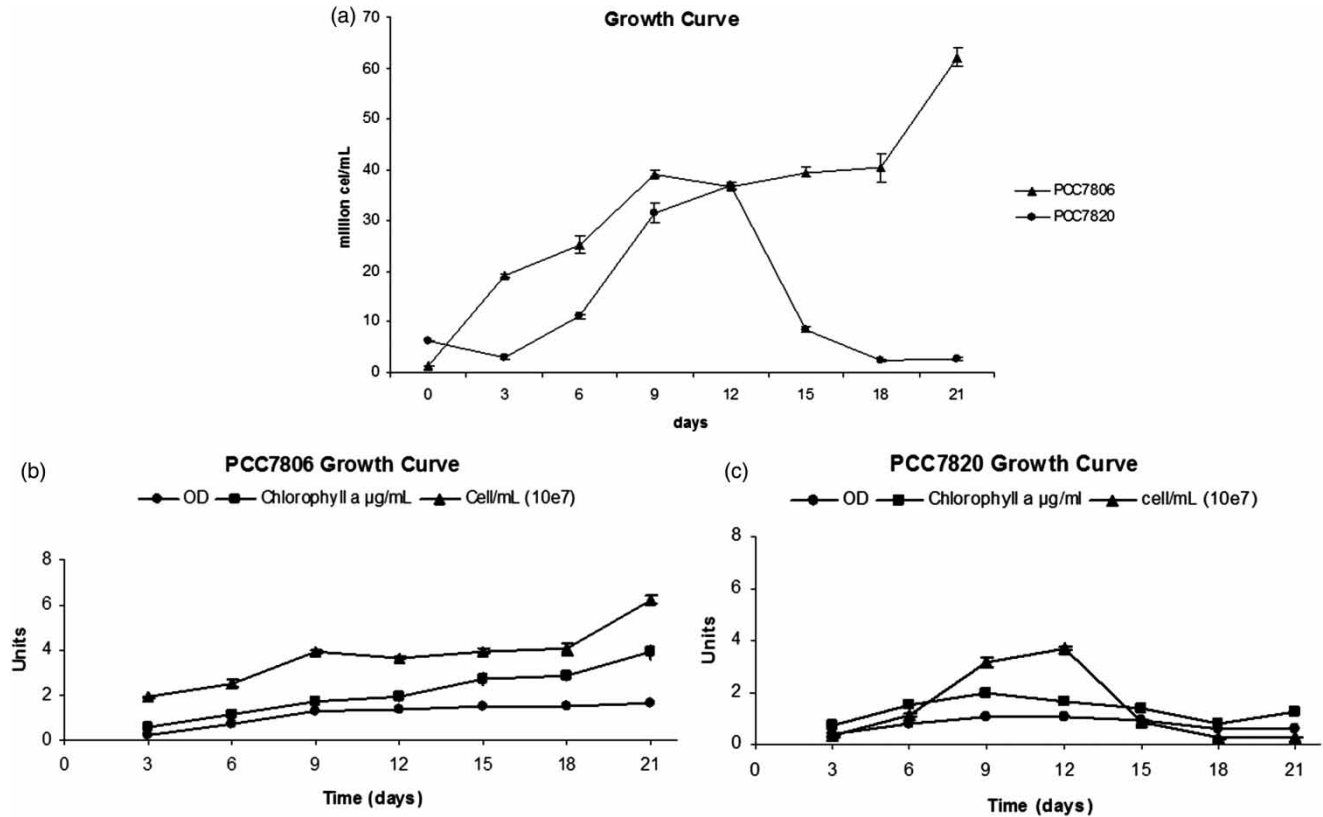 (a)
Growth Curve
70
60
50
40
30
20
10
0
million cel/mL
0 3 6 9 12 15 18 21
days
PCC7806
PCC7820
(b)
PCC7806 Growth Curve
OD Chlorophyll a µg/mL Cell/mL (10e7)
8
6
4
2
0
Units
0 3 6 9 12 15 18 21
Time (days)
(c)
PCC7820 Growth Curve
OD Chlorophyll a µg/ml cell/mL (10e7)
8
6
4
2
0
Units
0 3 6 9 12 15 18 21
Time (days)